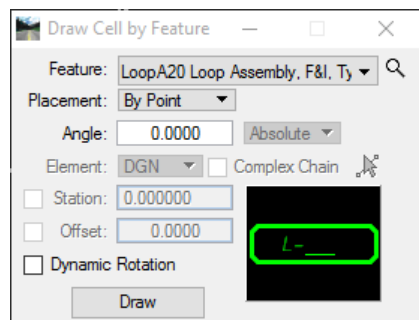 Draw Cell by Feature
Feature: LoopA20 Loop Assembly, F&I, Ty
Placement: By Point
Angle: 0.0000 Absolute
Element: DGN Complex Chain
Station: 0.000000
Offset: 0.0000
L-__
Dynamic Rotation
Draw